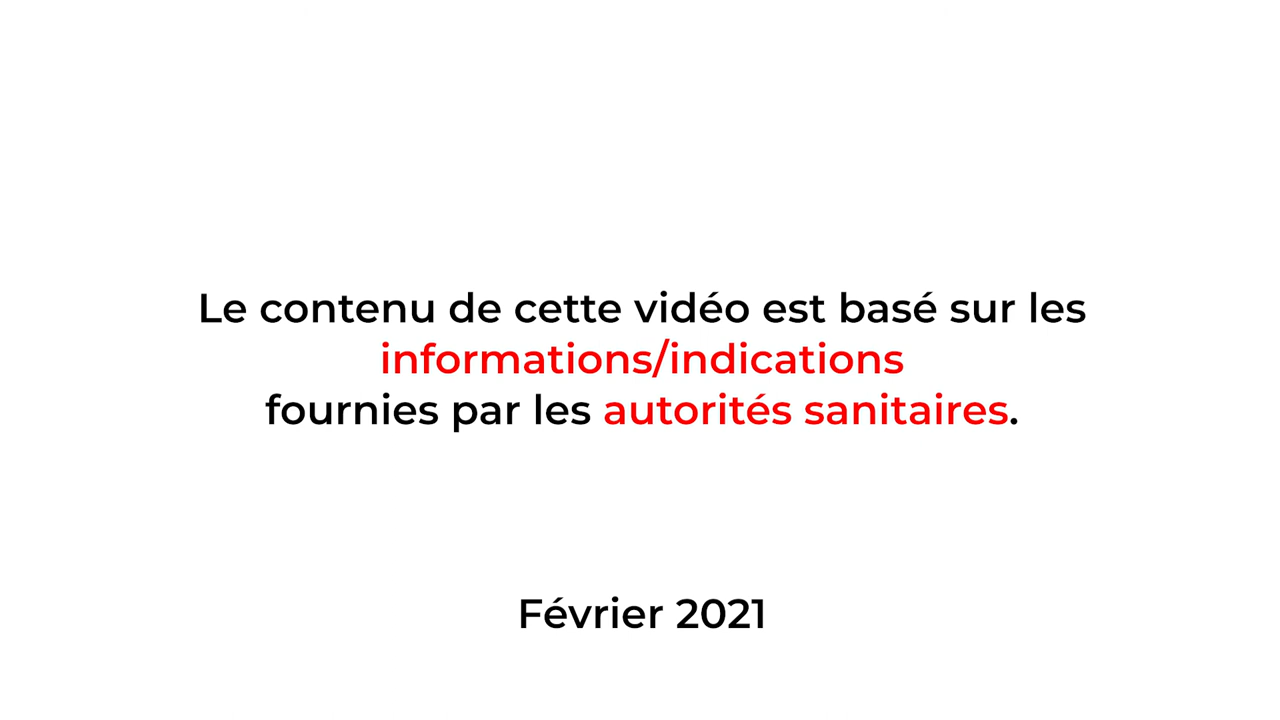 Le contenu de cette vidéo est basé sur les
informations/indications
fournies par les autorités sanitaires.
Février 2021